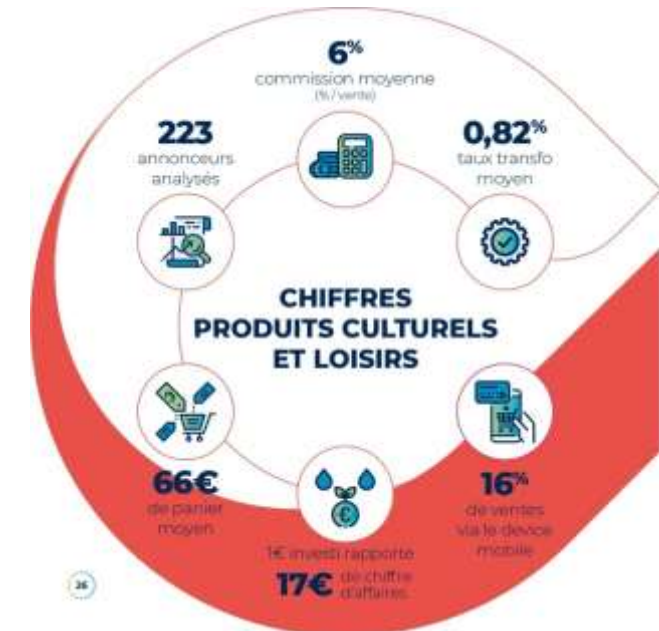 6%
commission moyenne
(%/vente)
223
annonceurs
analysés
0,82%
taux transfo
moyen
CHIFFRES
PRODUITS CULTURELS
ET LOISIRS
66€
de panier
moyen
1€ investi rapporte
17€ de chiffre
d'affaires
16%
de ventes
via le device
mobile
26